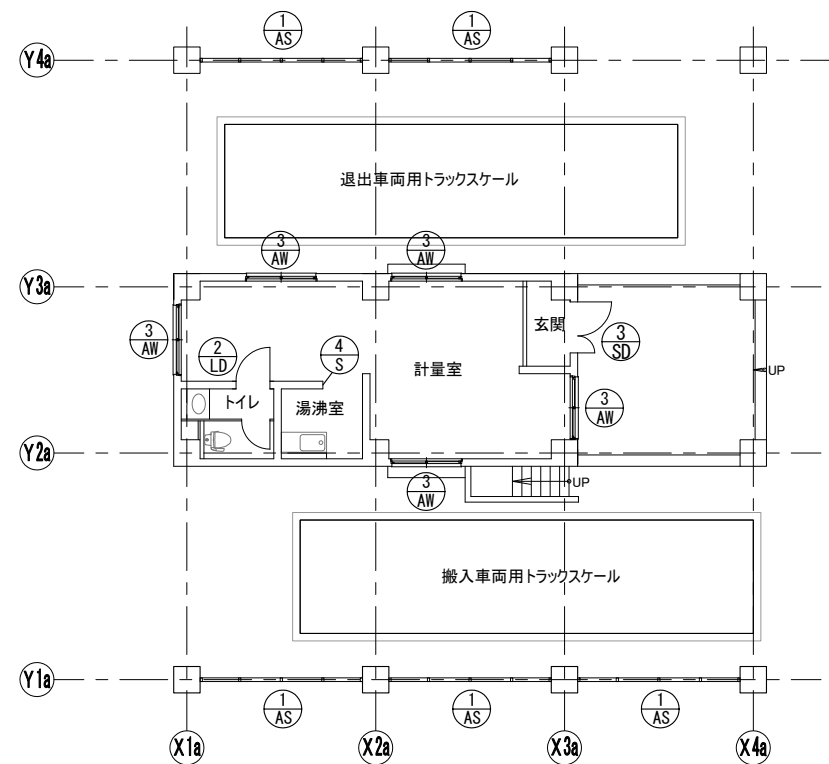 1
AS
1
AS
Y4a
退出車両用トラックスケール
3
AW
3
AW
Y3a
玄関
3
AW
2
LD
4
S
3
SD
計量室
UP
トイレ
湯沸室
3
AW
Y2a
3
AW
UP
搬入車両用トラックスケール
Y1a
1
AS
1
AS
1
AS
X1a
X2a
X3a
X4a